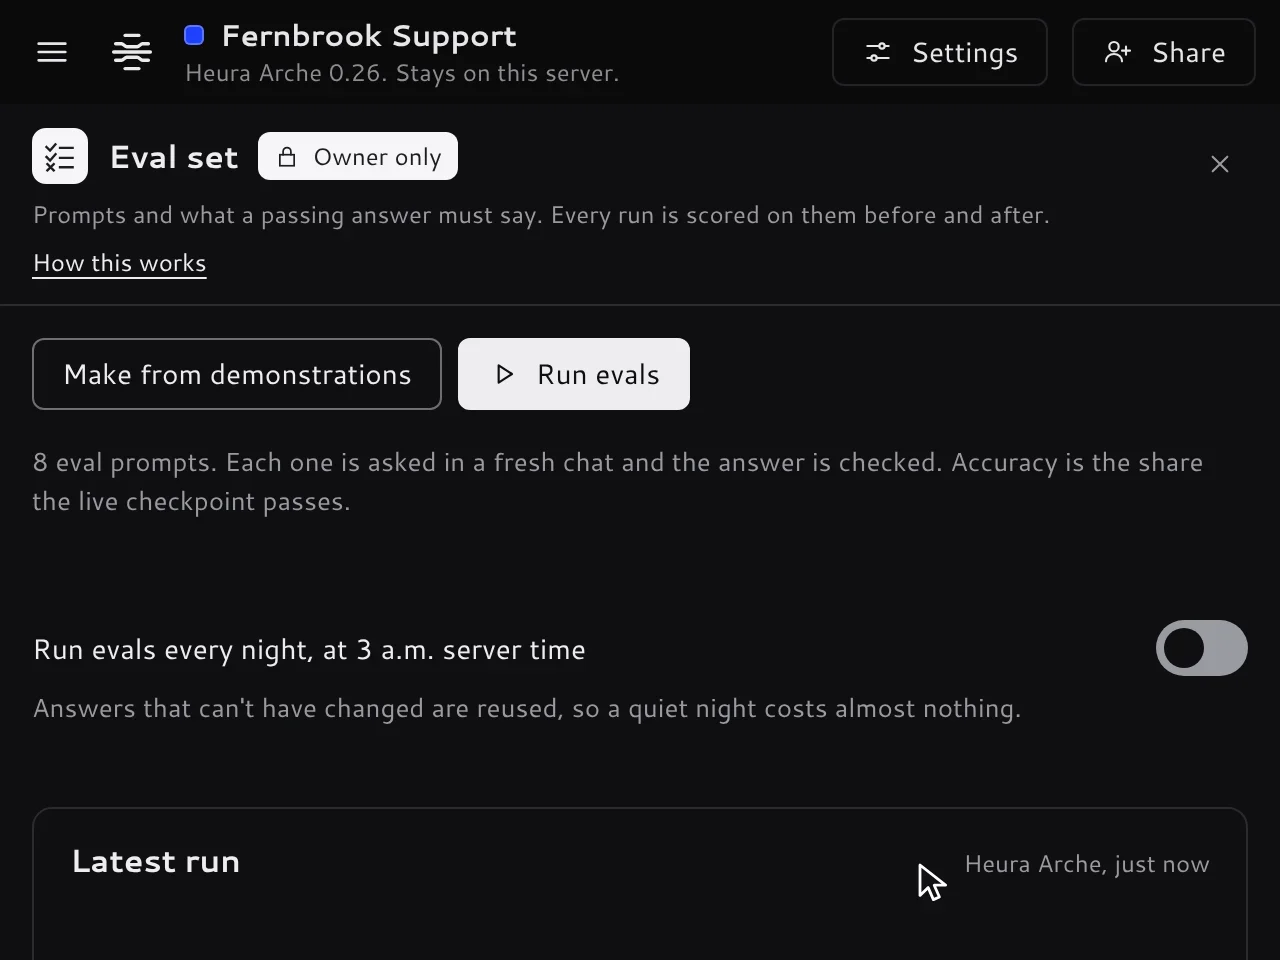 Fernbrook Support
Heura Arche 0.26. Stays on this server.
Settings
Share
Eval set
Owner only
Prompts and what a passing answer must say. Every run is scored on them before and after.
How this works
Make from demonstrations
Run evals
8 eval prompts. Each one is asked in a fresh chat and the answer is checked. Accuracy is the share
the live checkpoint passes.
Run evals every night, at 3 a.m. server time
Answers that can't have changed are reused, so a quiet night costs almost nothing.
Latest run
Heura Arche, just now